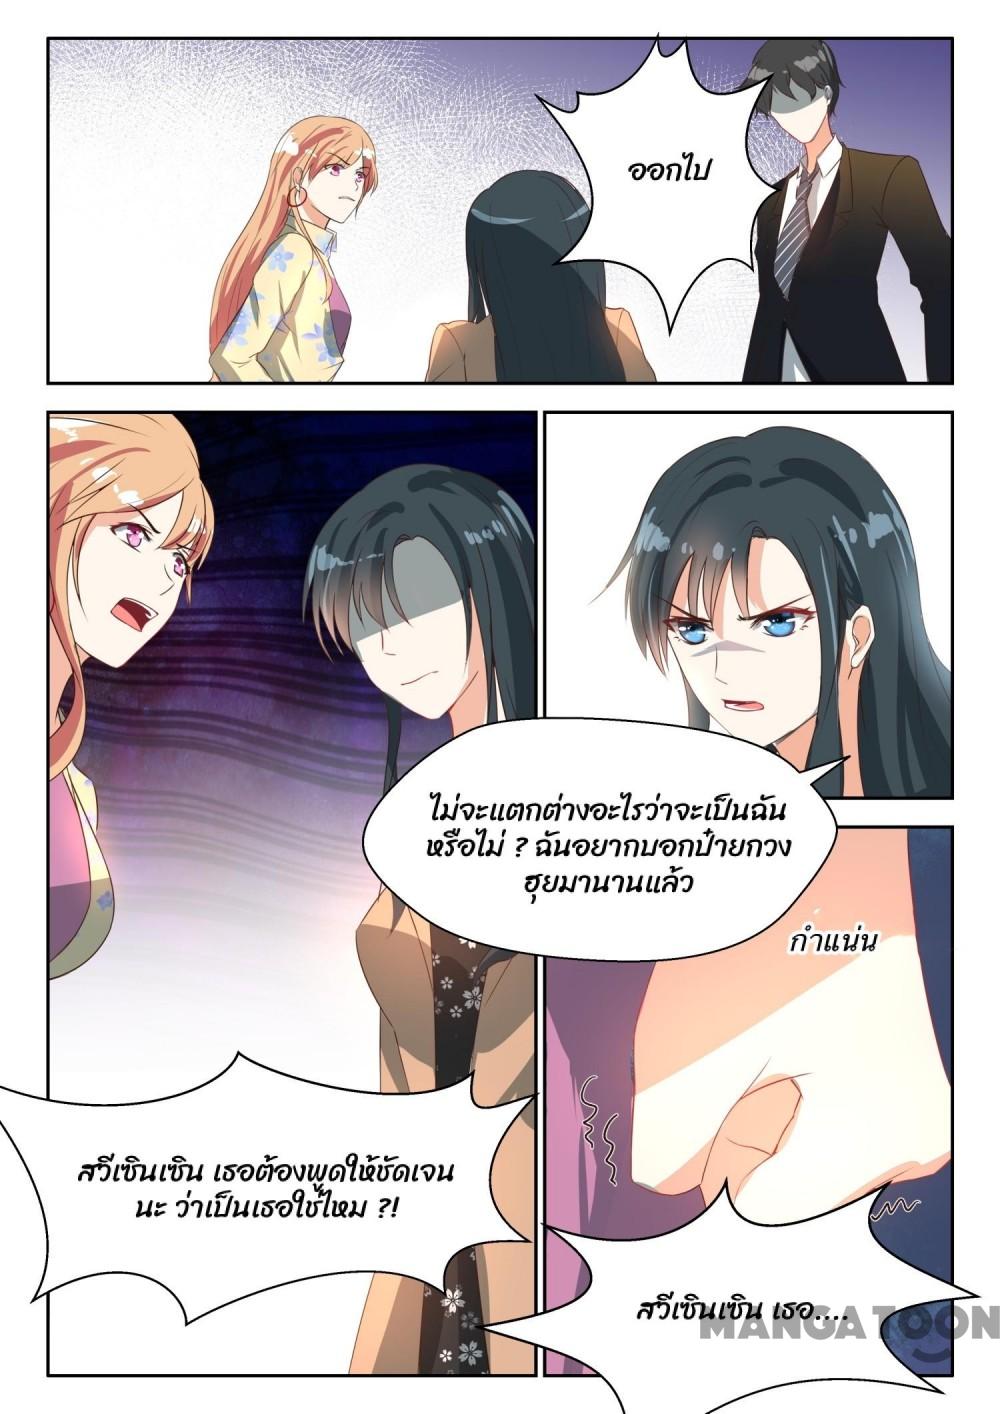 ออกไป
สวีเซินเซิน เธอต้องพูดให้ชัดเจน
นะ ว่าเป็นเธอใช่ไหม ?!
ไม่จะแตกต่างอะไรว่าจะเป็นฉัน
หรือไม่ ? ฉันอยากบอกป๋ายกวง
ฮุยมานานแล้ว
กำแน่น
สวีเซินเซิน เธอ....
MANGATOON